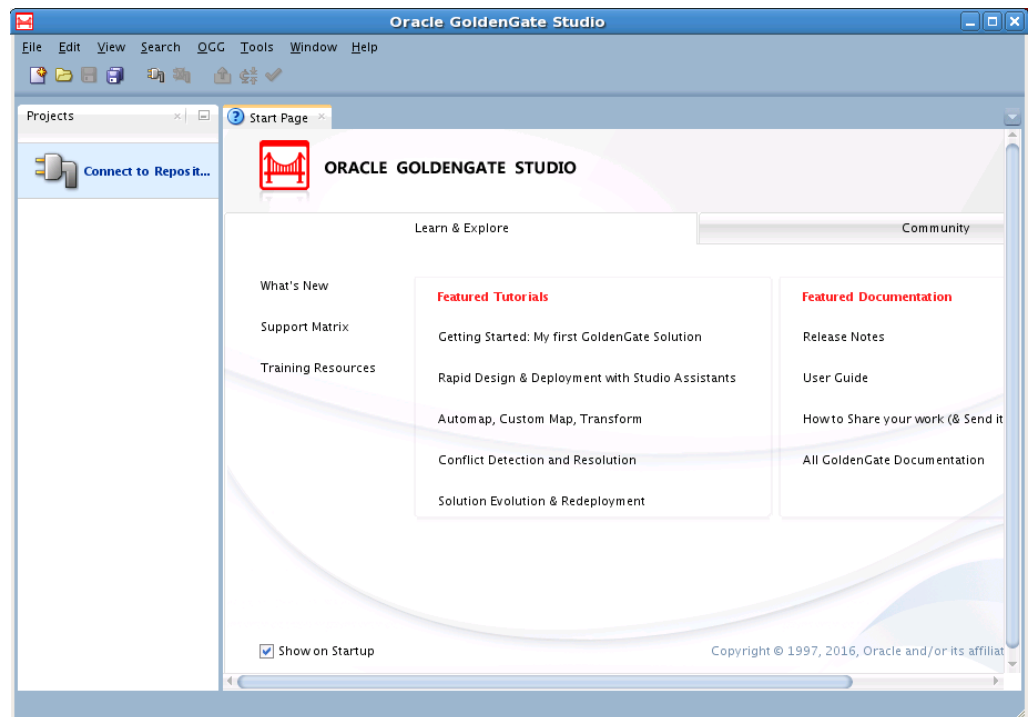 Oracle GoldenGate Studio
File Edit View Search OGG Tools Window Help
Projects
Start Page
Connect to Reposit...
ORACLE GOLDENGATE STUDIO
Learn & Explore
Community
What's New
Support Matrix
Training Resources
Featured Tutorials
Getting Started: My first GoldenGate Solution
Rapid Design & Deployment with Studio Assistants
Automap, Custom Map, Transform
Conflict Detection and Resolution
Solution Evolution & Redeployment
Featured Documentation
Release Notes
User Guide
How to Share your work (& Send it
All GoldenGate Documentation
Show on Startup
Copyright © 1997, 2016, Oracle and/or its affiliat